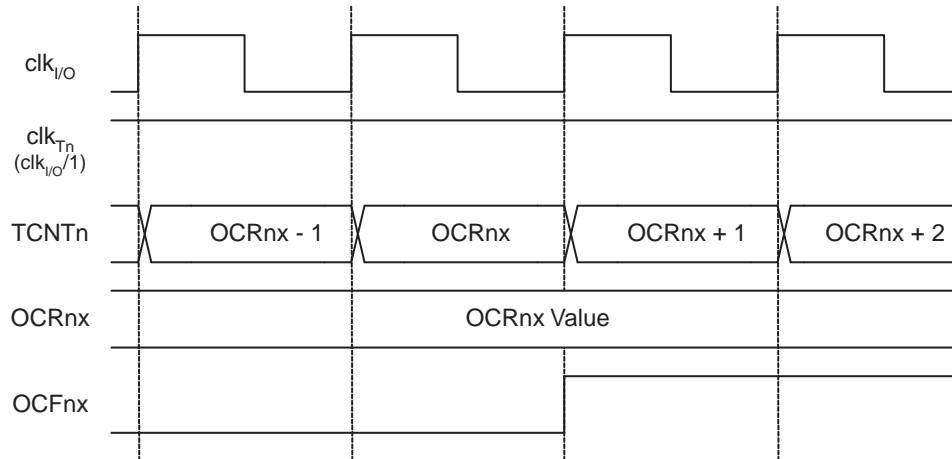 clkI/O
clkTn
(clkI/O/1)
TCNTn OCRnx - 1 OCRnx OCRnx + 1 OCRnx + 2
OCRnx OCRnx Value
OCFnx